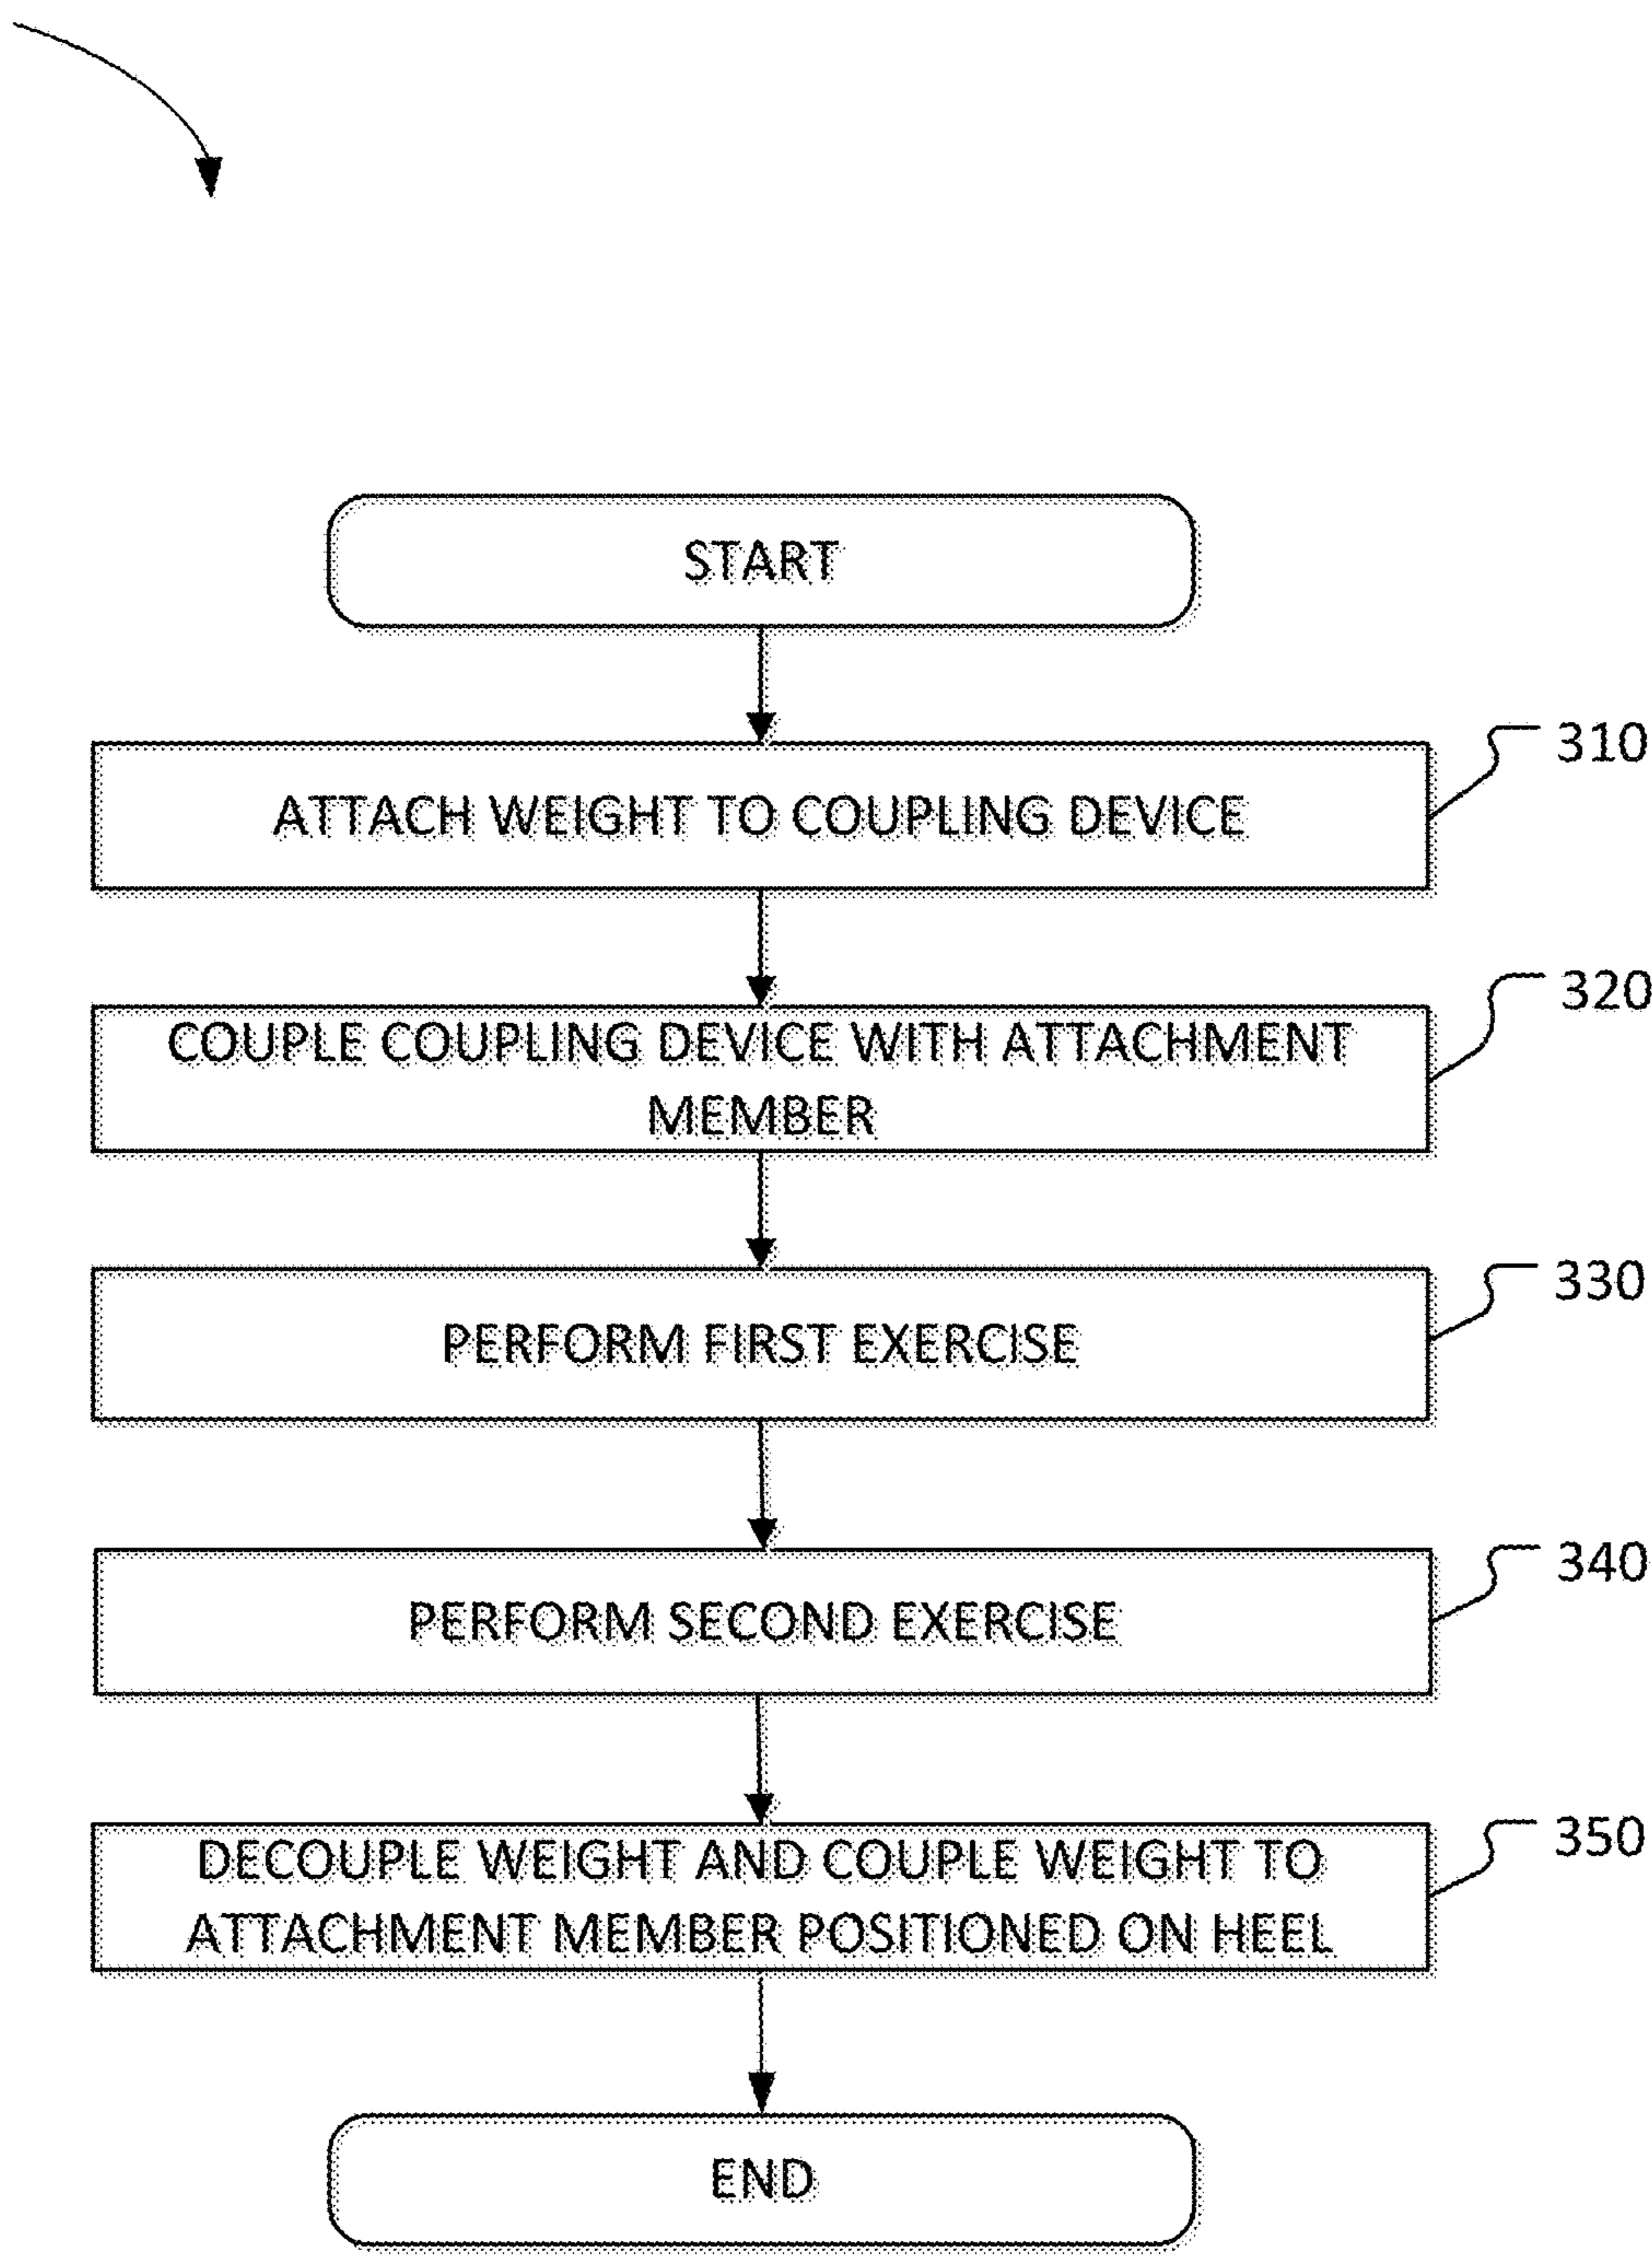 START
310
ATTACH WEIGHT TO COUPLING DEVICE
320
COUPLE COUPLING DEVICE WITH ATTACHMENT
MEMBER
330
PERFORM FIRST EXERCISE
340
PERFORM SECOND EXERCISE
350
DECOUPLE WEIGHT AND COUPLE WEIGHT TO
ATTACHMENT MEMBER POSITIONED ON HEEL
END